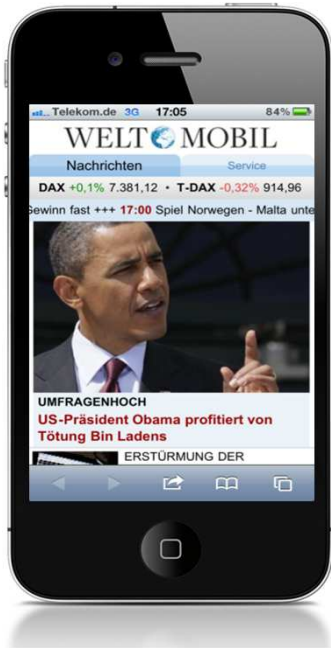 Telekom.de 3G 17:05 84%
WELT MOBIL
Nachrichten Service
DAX +0,1% 7.381,12 • T-DAX -0,32% 914,96
Gewinn fast +++ 17:00 Spiel Norwegen - Malta unte
UMFRAGENHOCH
US-Präsident Obama profitiert von
Tötung Bin Ladens
ERSTÜRMUNG DER